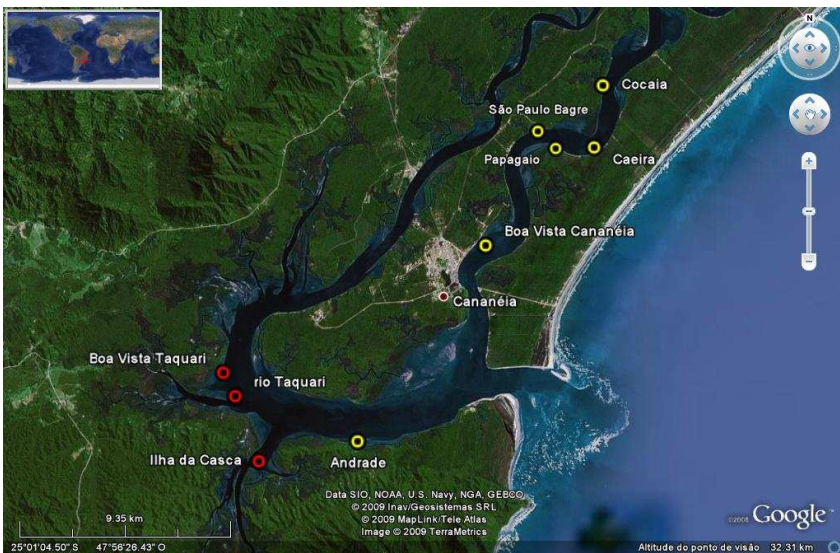 N
Cocaia
São Paulo Bagre
Papagaio
Caeira
Boa Vista Cananéia
Cananéia
Boa Vista Taquari
rio Taquari
Ilha da Casca
Andrade
Data SIO, NOAA, U.S. Navy, NGA, GEBCO
© 2009 Inav/Geosistemas SRL
© 2009 MapLink/Tele Atlas
Image © 2009 TerraMetrics
9.35 km
©2008 Google™
25°01'04.50" S 47°56'26.43" O
Altitude do ponto de visão 32.31 km